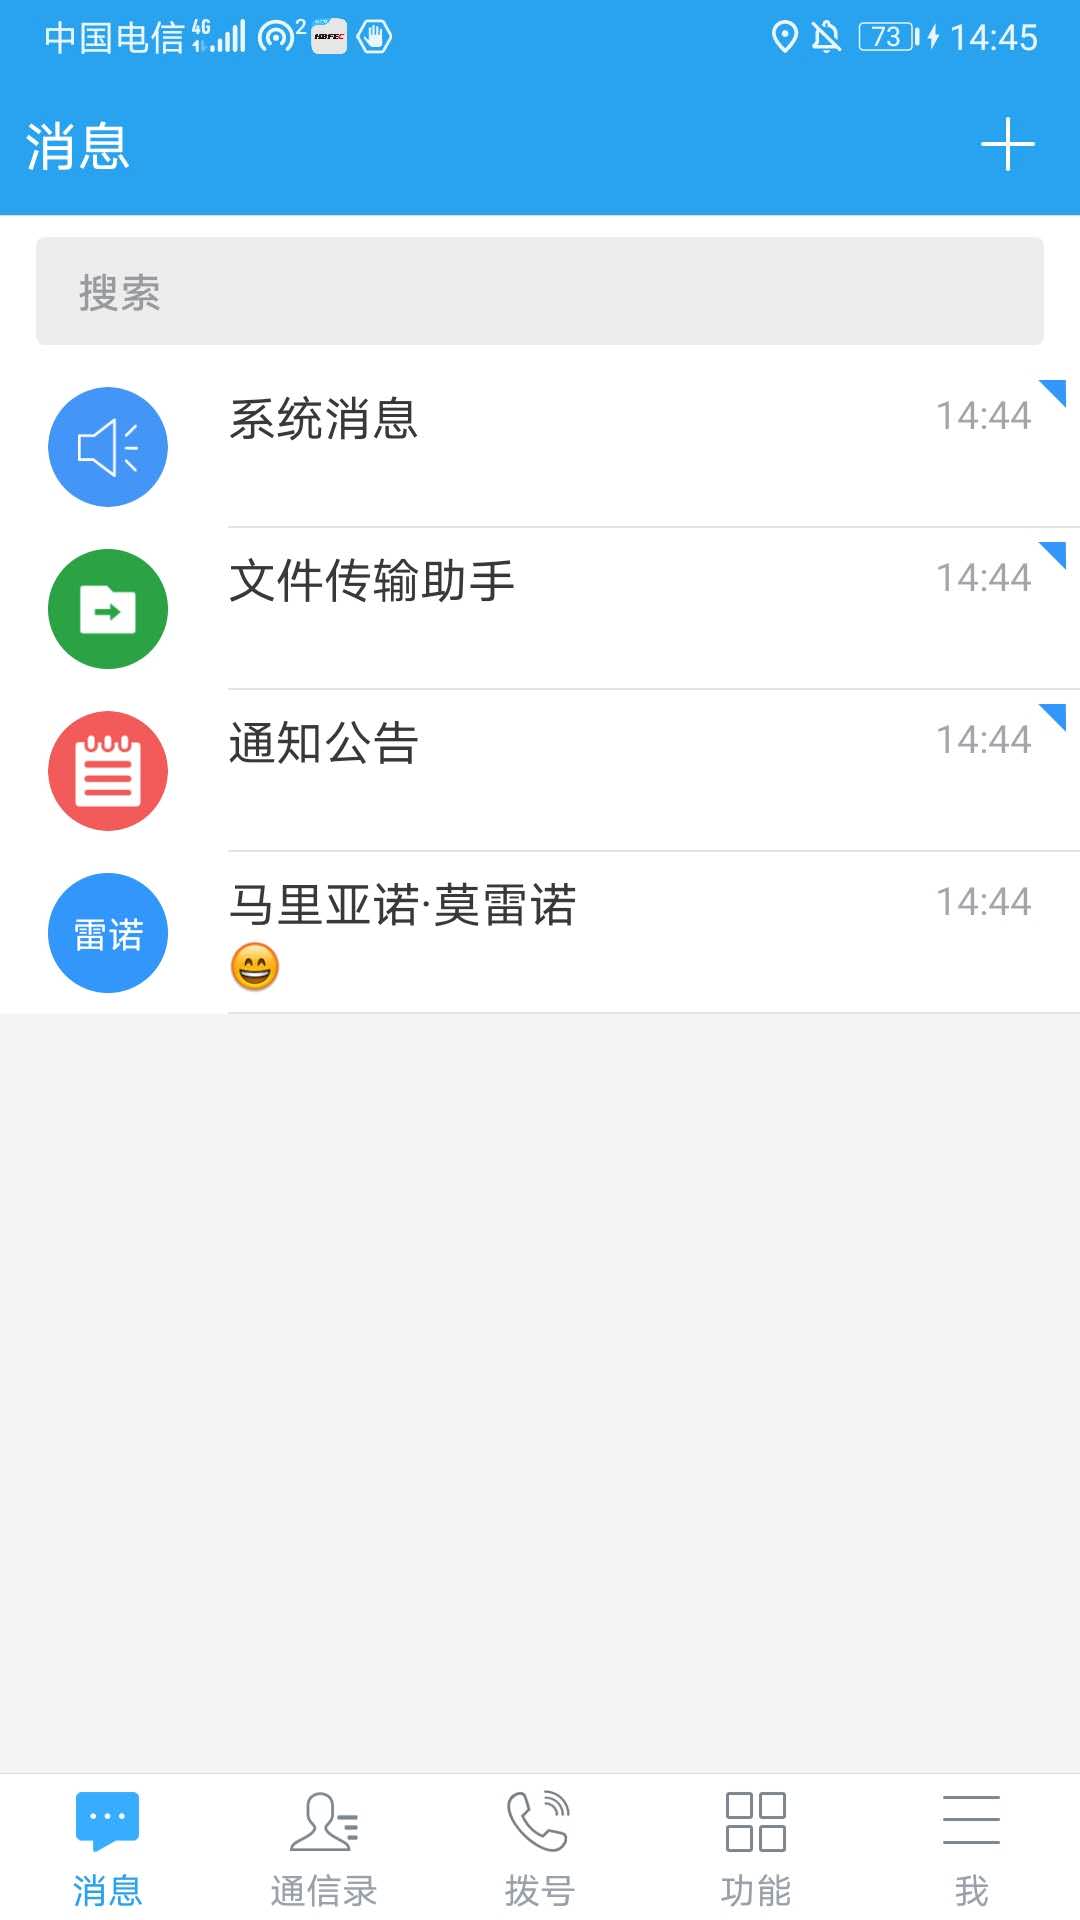 中国电信 4G 2 HBFEC 73 14:45
消息
搜索
系统消息 14:44
文件传输助手 14:44
通知公告 14:44
雷诺 马里亚诺·莫雷诺 14:44
😄
消息 通信录 拨号 功能 我